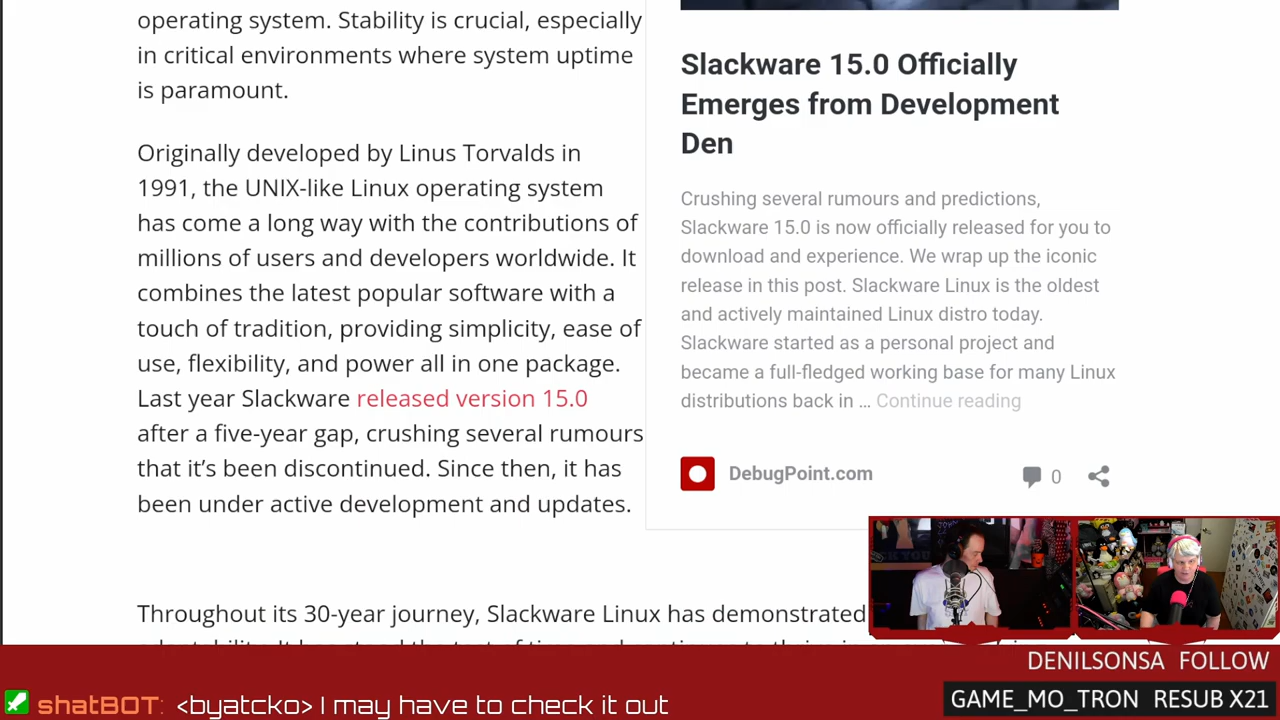 operating system. Stability is crucial, especially
in critical environments where system uptime
is paramount.
Originally developed by Linus Torvalds in
1991, the UNIX-like Linux operating system
has come a long way with the contributions of
millions of users and developers worldwide. It
combines the latest popular software with a
touch of tradition, providing simplicity, ease of
use, flexibility, and power all in one package.
Last year Slackware released version 15.0
after a five-year gap, crushing several rumours
that it’s been discontinued. Since then, it has
been under active development and updates.
Slackware 15.0 Officially
Emerges from Development
Den
Crushing several rumours and predictions,
Slackware 15.0 is now officially released for you to
download and experience. We wrap up the iconic
release in this post. Slackware Linux is the oldest
and actively maintained Linux distro today.
Slackware started as a personal project and
became a full-fledged working base for many Linux
distributions back in … Continue reading
DebugPoint.com
0
Throughout its 30-year journey, Slackware Linux has demonstrated
DENILSONSA FOLLOW
shatBOT: <byatcko> I may have to check it out
GAME_MO_TRON RESUB X21